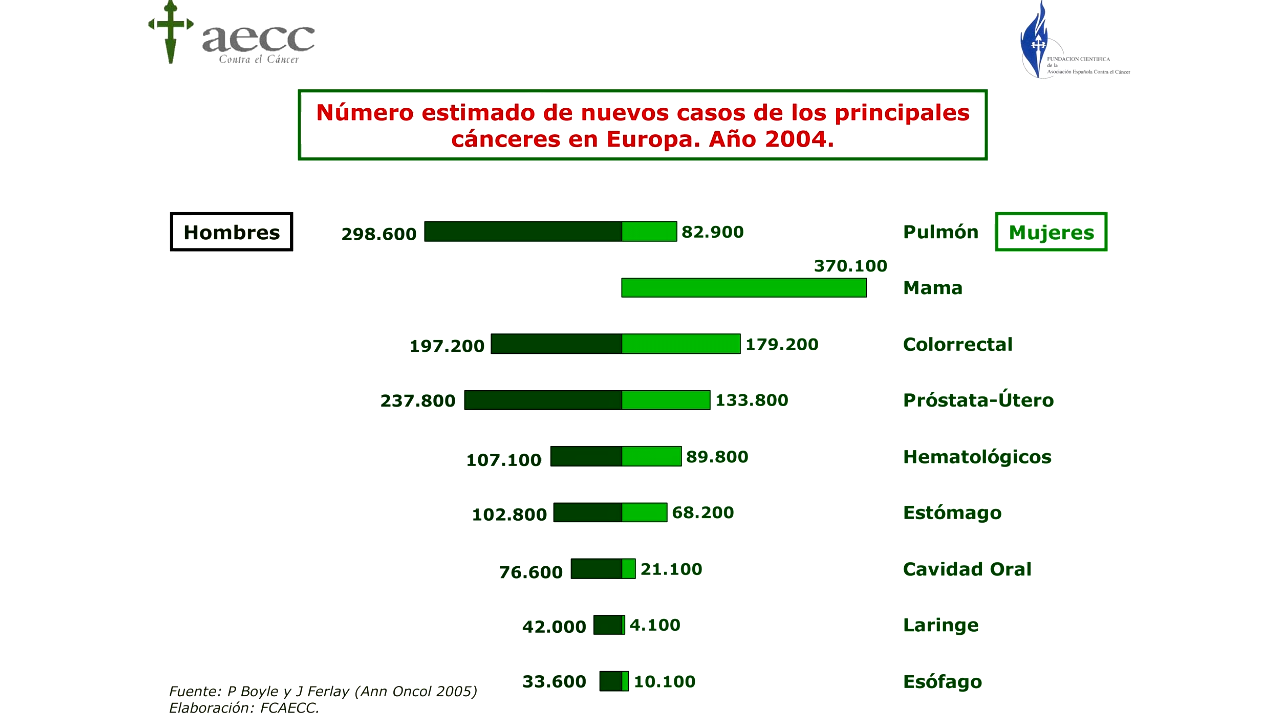 aecc
Contra el Cáncer
FUNDACIÓN CIENTÍFICA
de la
Asociación Española Contra el Cáncer
Número estimado de nuevos casos de los principales
cánceres en Europa. Año 2004.
Hombres
298.600 82.900 Pulmón
Mujeres
370.100
Mama
197.200 179.200 Colorrectal
237.800 133.800 Próstata-Útero
107.100 89.800 Hematológicos
102.800 68.200 Estómago
76.600 21.100 Cavidad Oral
42.000 4.100 Laringe
33.600 10.100 Esófago
Fuente: P Boyle y J Ferlay (Ann Oncol 2005)
Elaboración: FCAECC.